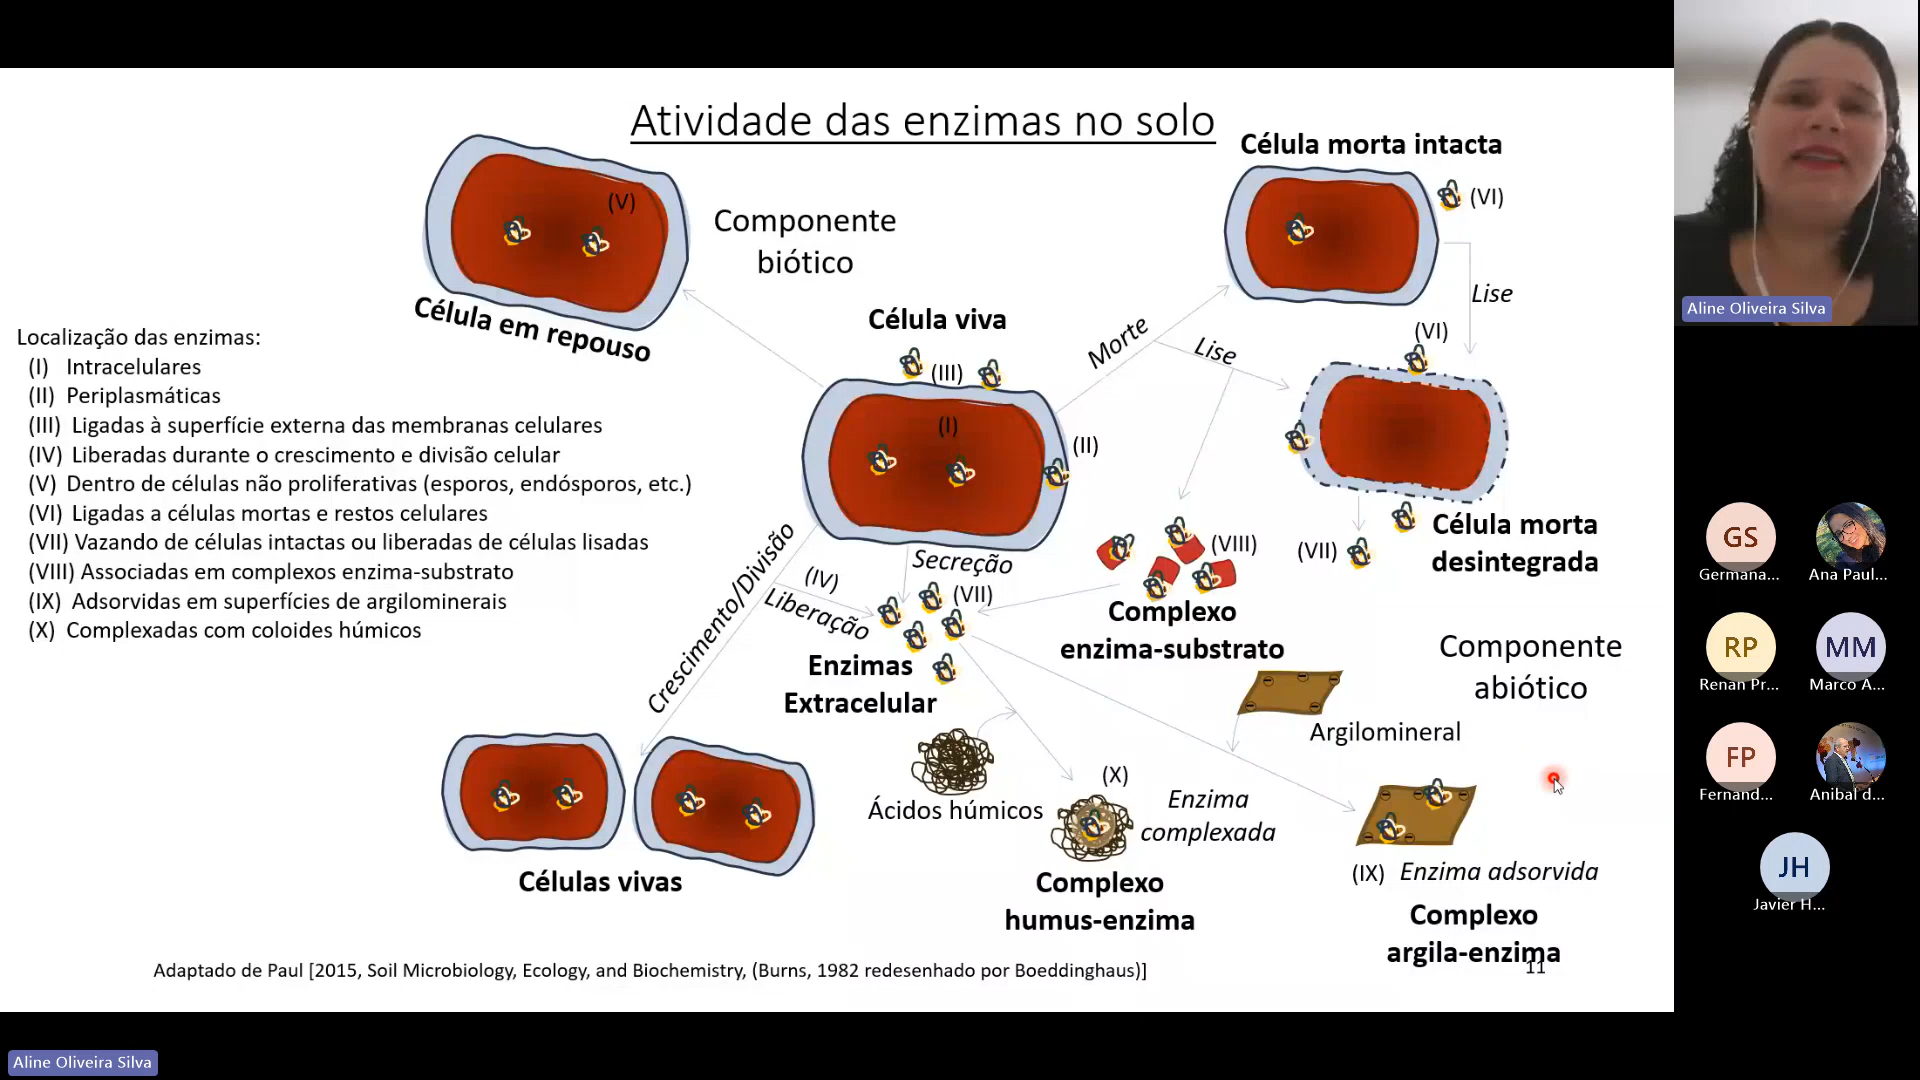 Atividade das enzimas no solo
Célula morta intacta
(V)
(VI)
Componente
biótico
Célula em repouso
Lise
Célula viva
Morte
Lise
(VI)
Localização das enzimas:
(I) Intracelulares
(II) Periplasmáticas
(III) Ligadas à superfície externa das membranas celulares
(IV) Liberadas durante o crescimento e divisão celular
(V) Dentro de células não proliferativas (esporos, endósporos, etc.)
(VI) Ligadas a células mortas e restos celulares
(VII) Vazando de células intactas ou liberadas de células lisadas
(VIII) Associadas em complexos enzima-substrato
(IX) Adsorvidas em superfícies de argilominerais
(X) Complexadas com coloides húmicos
(III)
(I)
(II)
Célula morta
desintegrada
(VII)
(VIII)
Complexo
enzima-substrato
Secreção
(IV)
Liberação
Crescimento/Divisão
(VII)
Enzimas
Extracelular
Componente
abiótico
Argilomineral
Ácidos húmicos
(X)
Enzima
complexada
Complexo
humus-enzima
(IX) Enzima adsorvida
Complexo
argila-enzima
Células vivas
Adaptado de Paul [2015, Soil Microbiology, Ecology, and Biochemistry, (Burns, 1982 redesenhado por Boeddinghaus)]
11
Aline Oliveira Silva
GS
Germana...
Ana Paul...
RP
Renan Pr...
MM
Marco A...
FP
Fernand...
Anibal d...
JH
Javier H...
Aline Oliveira Silva